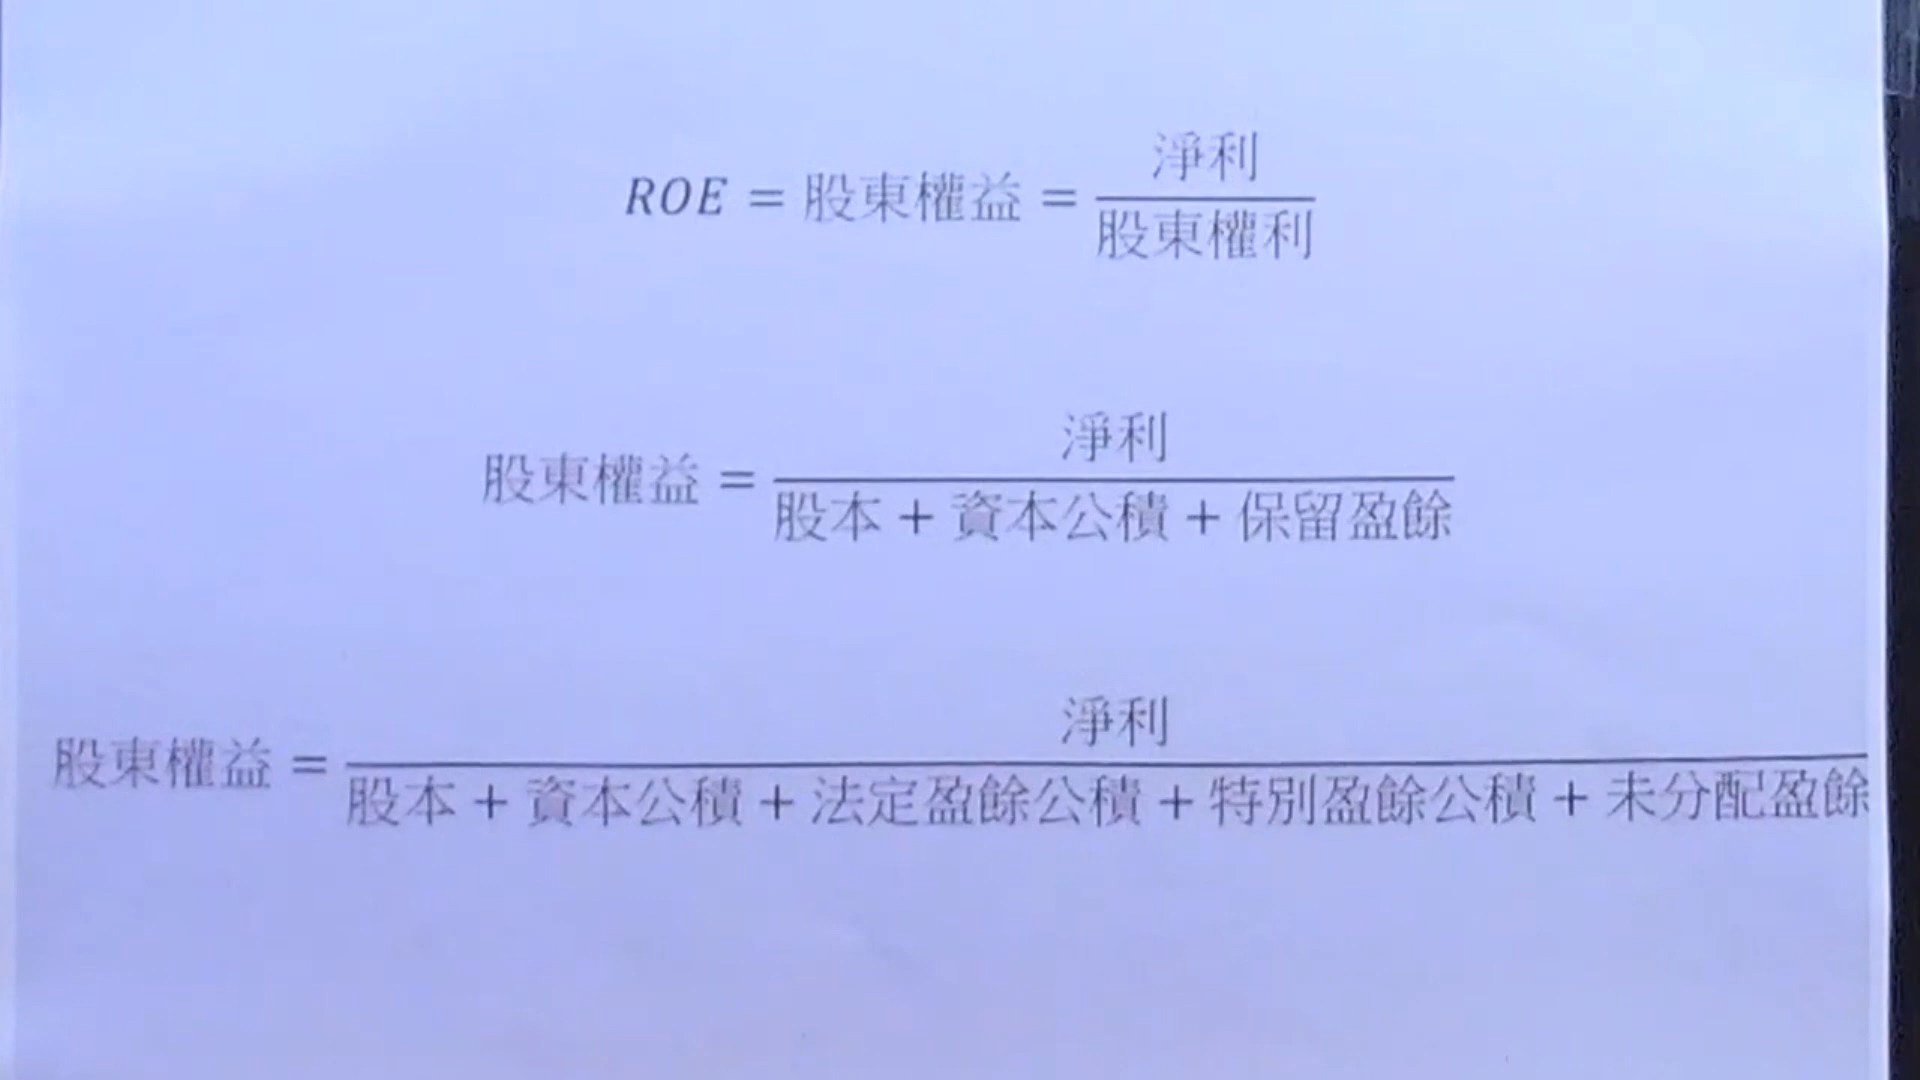 ROE = 股東權益 = 淨利 / 股東權利
股東權益 = 淨利 / 股本 + 資本公積 + 保留盈餘
股東權益 = 淨利 / 股本 + 資本公積 + 法定盈餘公積 + 特別盈餘公積 + 未分配盈餘